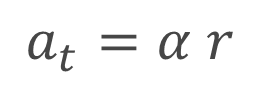 aₜ = α r